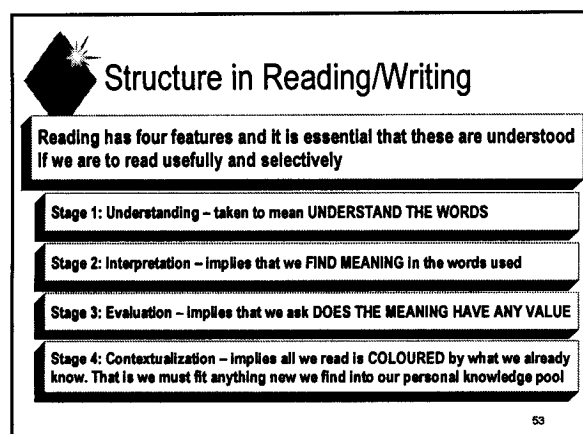 Structure in Reading/Writing
Reading has four features and it is essential that these are understood
If we are to read usefully and selectively
Stage 1: Understanding – taken to mean UNDERSTAND THE WORDS
Stage 2: Interpretation – implies that we FIND MEANING in the words used
Stage 3: Evaluation – implies that we ask DOES THE MEANING HAVE ANY VALUE
Stage 4: Contextualization – implies all we read is COLOURED by what we already
know. That is we must fit anything new we find into our personal knowledge pool
53